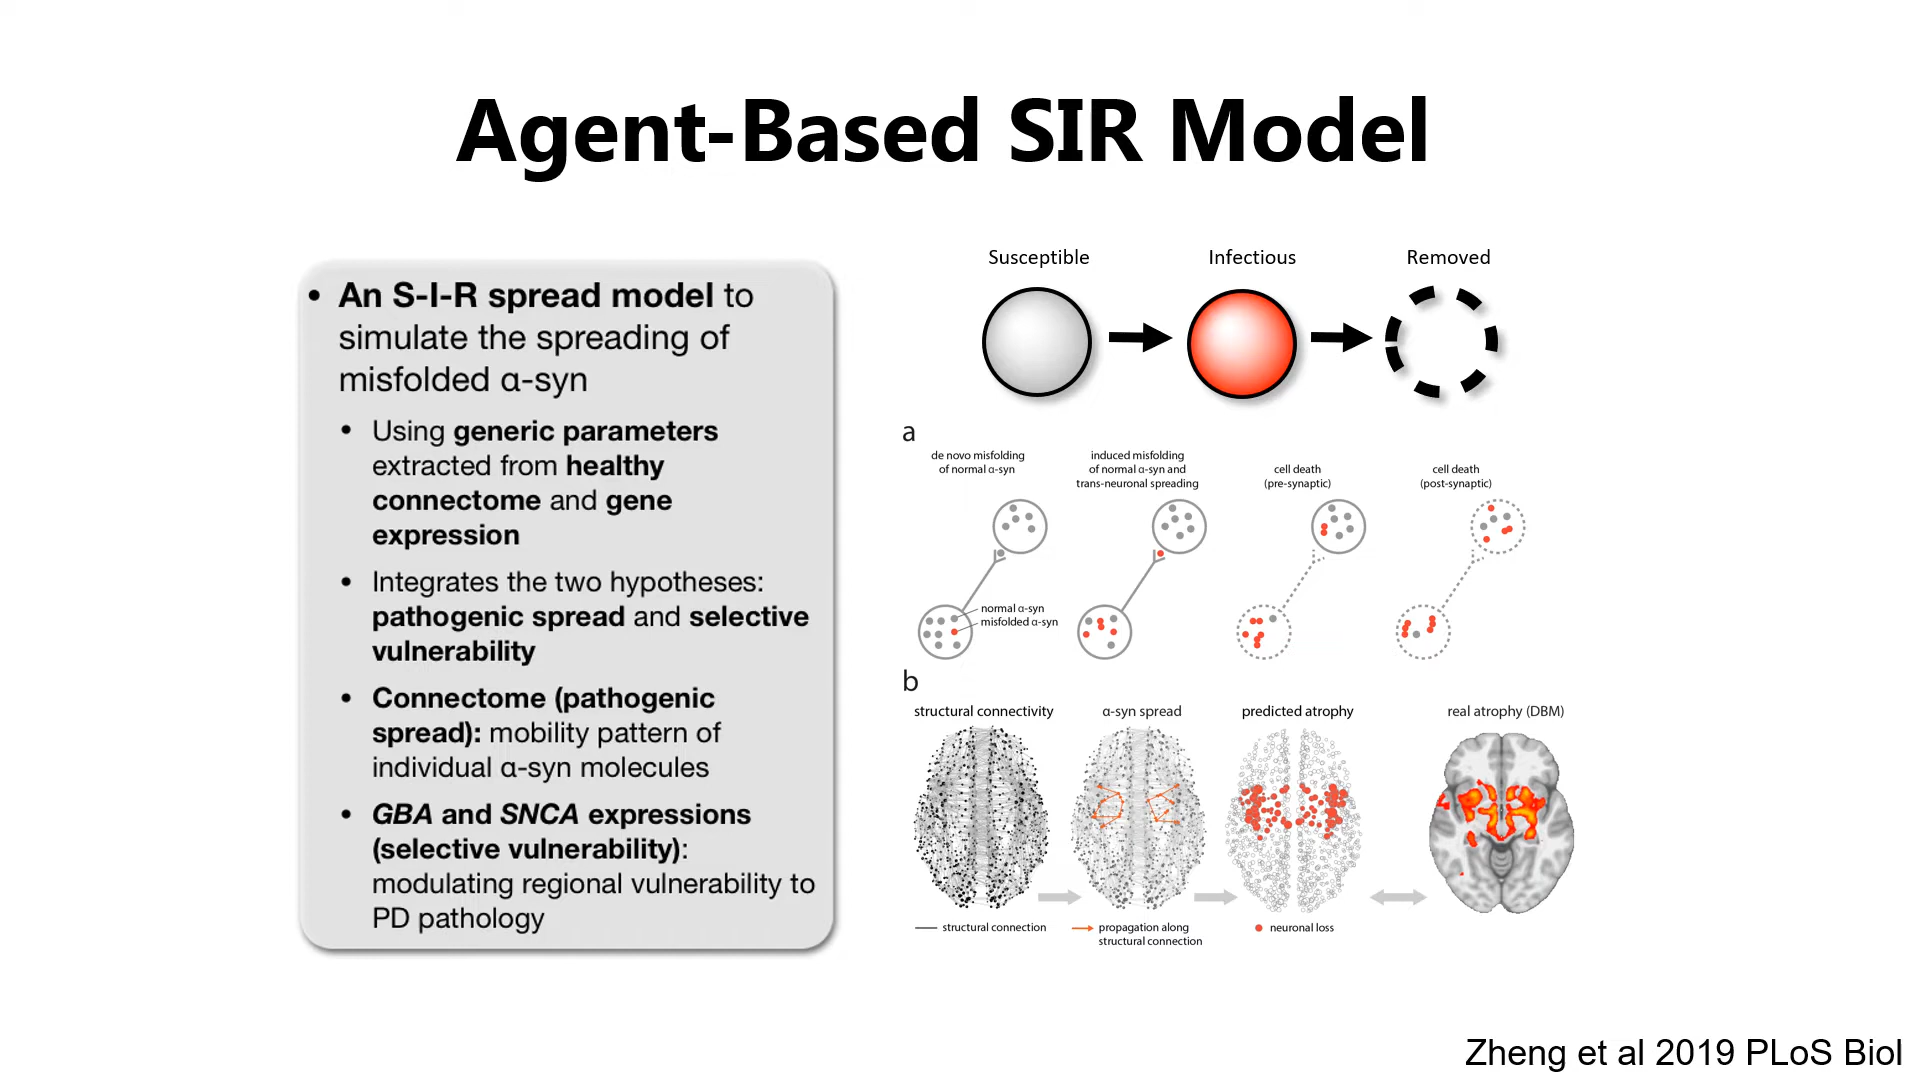 Agent-Based SIR Model
• An S-I-R spread model to
simulate the spreading of
misfolded α-syn
• Using generic parameters
extracted from healthy
connectome and gene
expression
• Integrates the two hypotheses:
pathogenic spread and selective
vulnerability
• Connectome (pathogenic
spread): mobility pattern of
individual α-syn molecules
• GBA and SNCA expressions
(selective vulnerability):
modulating regional vulnerability to
PD pathology
Susceptible
Infectious
Removed
a
de novo misfolding
of normal α-syn
induced misfolding
of normal α-syn and
trans-neuronal spreading
cell death
(pre-synaptic)
cell death
(post-synaptic)
normal α-syn
misfolded α-syn
b
structural connectivity
α-syn spread
predicted atrophy
real atrophy (DBM)
structural connection
propagation along
structural connection
neuronal loss
Zheng et al 2019 PLoS Biol